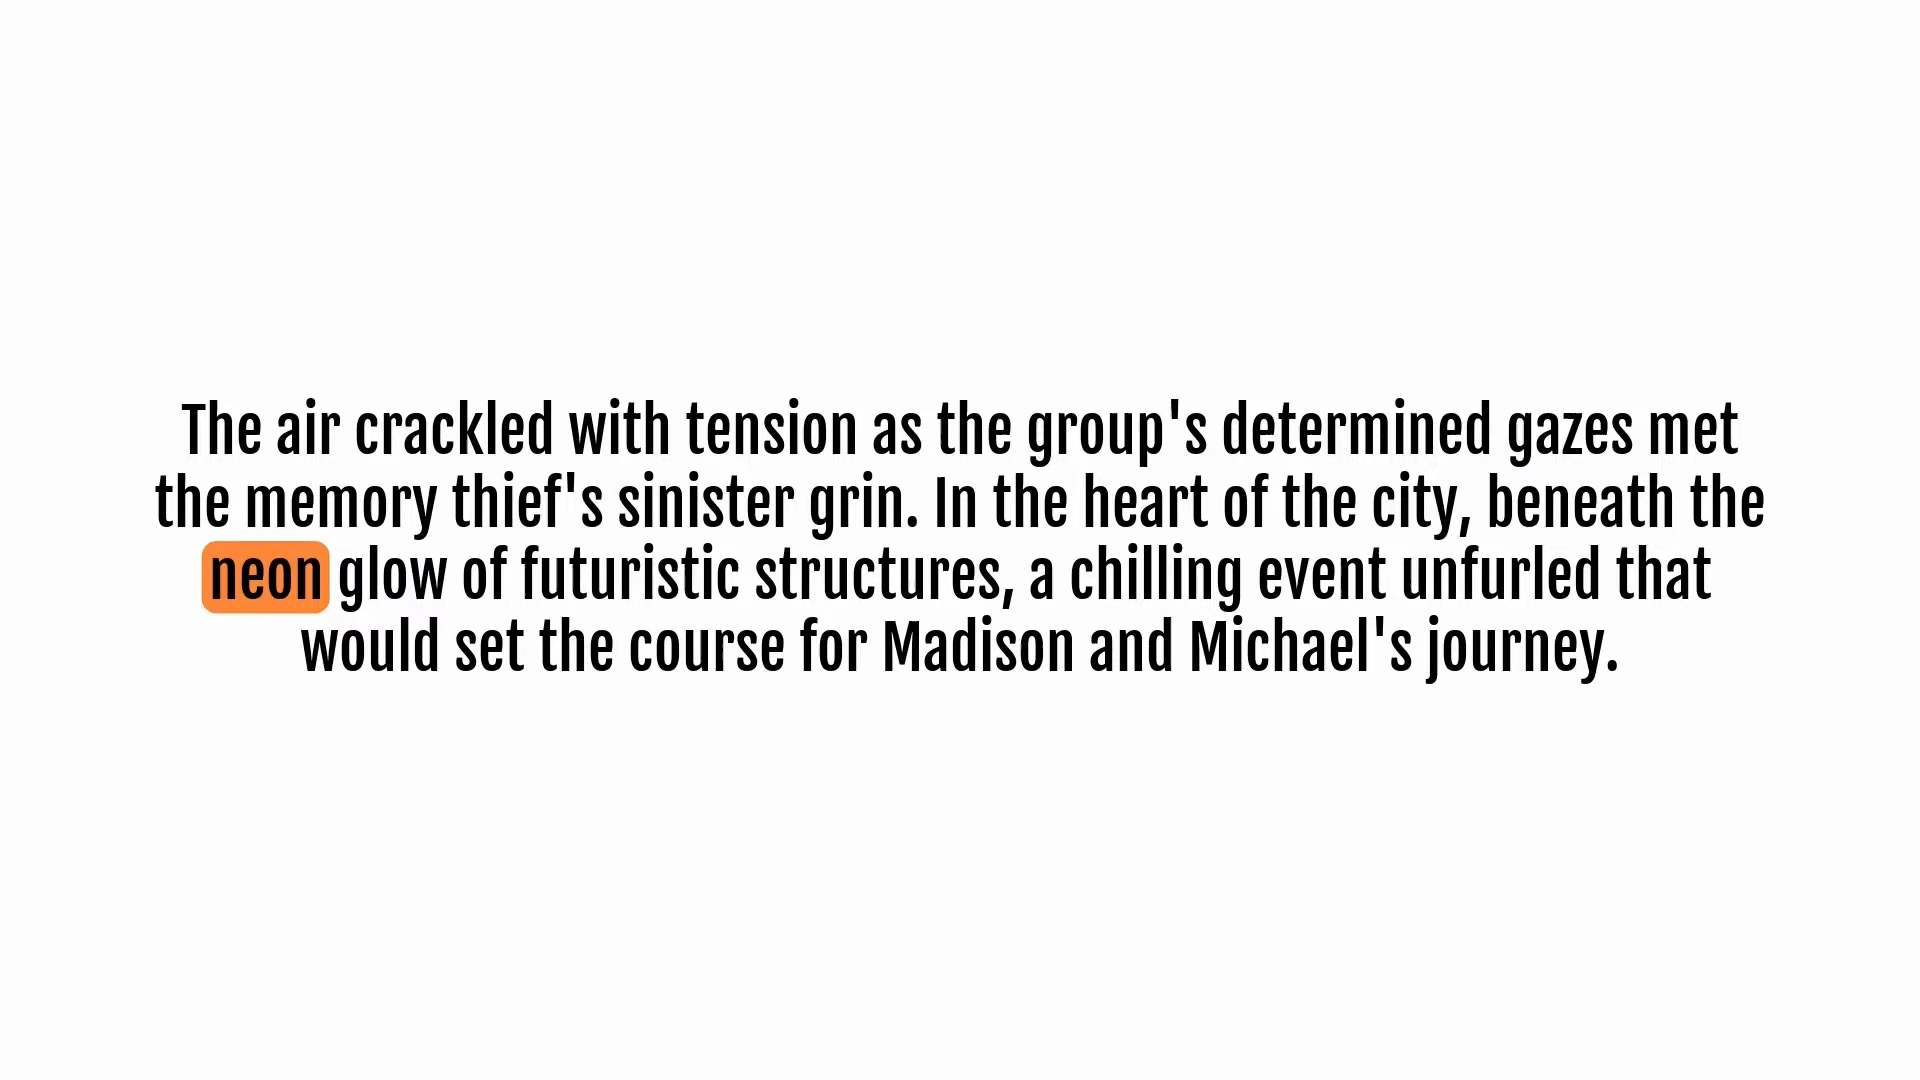 The air crackled with tension as the group's determined gazes met
the memory thief's sinister grin. In the heart of the city, beneath the
neon glow of futuristic structures, a chilling event unfurled that
would set the course for Madison and Michael's journey.